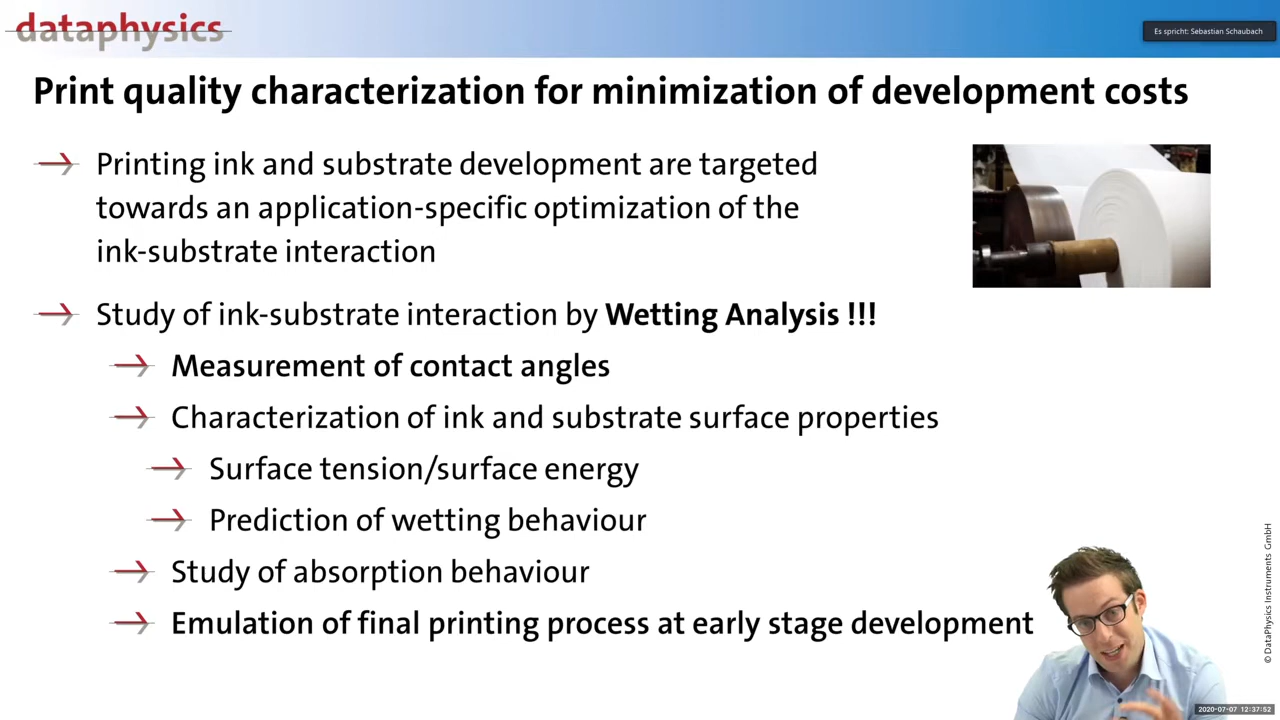 dataphysics
Es spricht: Sebastian Schaubach
Print quality characterization for minimization of development costs
Printing ink and substrate development are targeted
towards an application-specific optimization of the
ink-substrate interaction
Study of ink-substrate interaction by Wetting Analysis !!!
Measurement of contact angles
Characterization of ink and substrate surface properties
Surface tension/surface energy
Prediction of wetting behaviour
Study of absorption behaviour
Emulation of final printing process at early stage development
© DataPhysics Instruments GmbH
2020-07-07 12:37:52